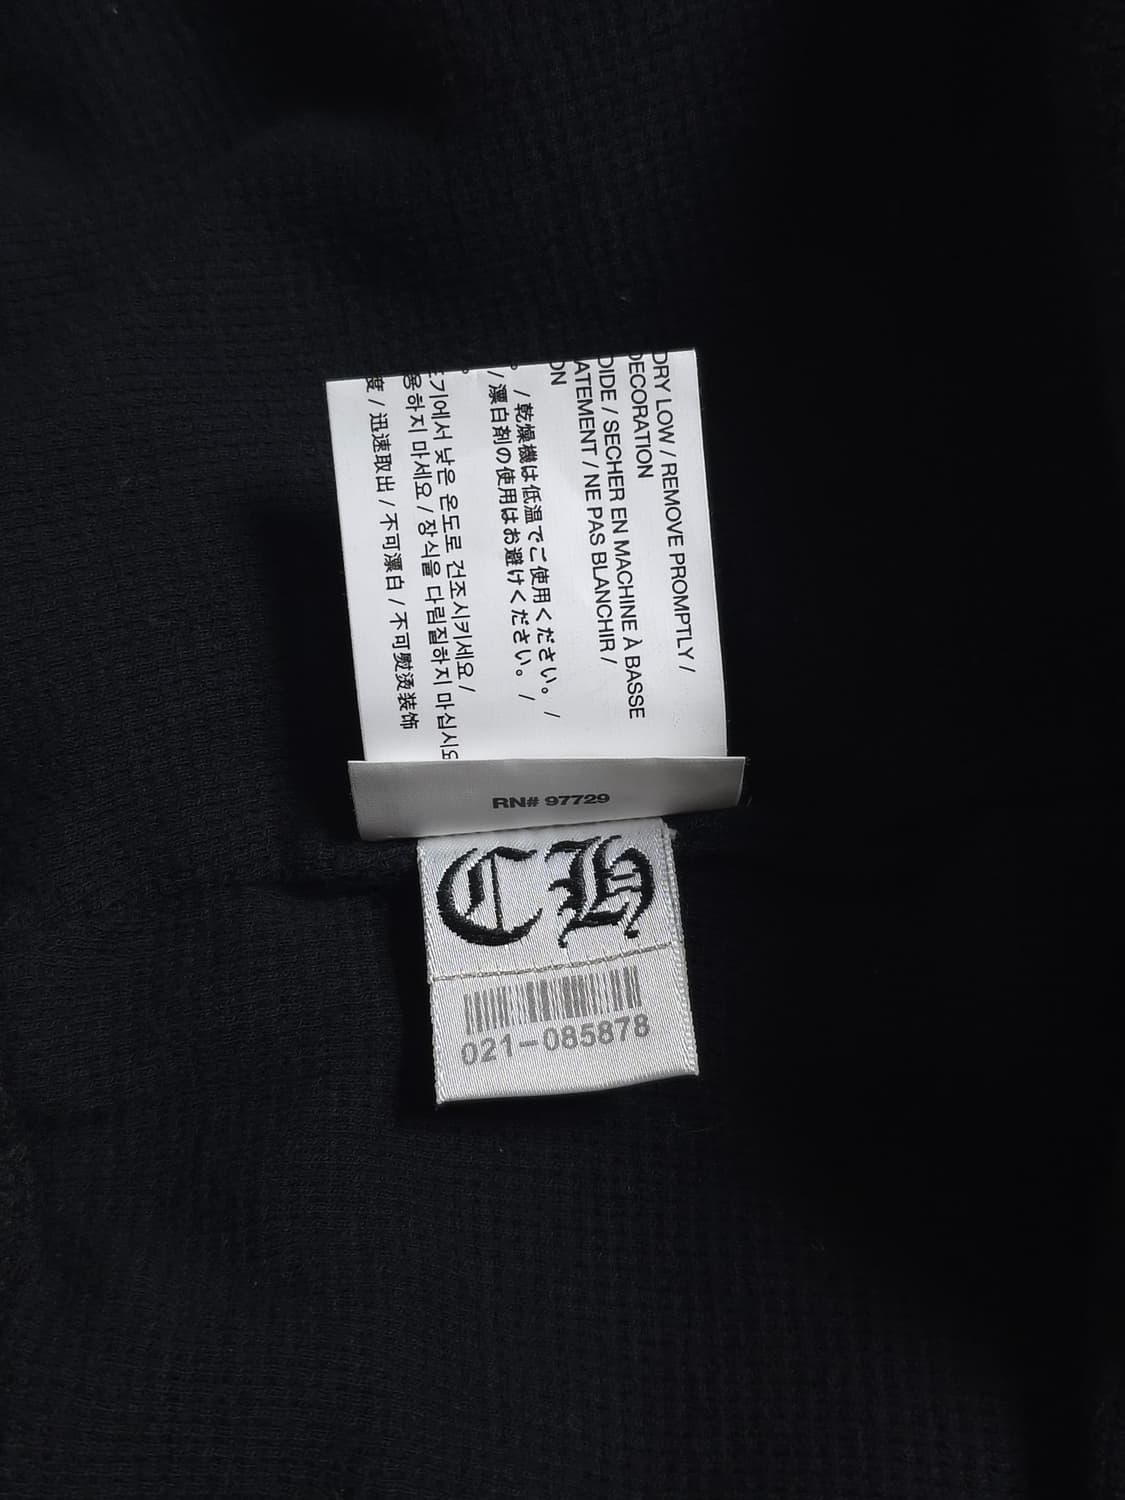 DRY LOW / REMOVE PROMPTLY /
DECORATION
OIDE / SECHER EN MACHINE À BASSE
ATEMENT / NE PAS BLANCHIR /
ON
。 / 乾燥機は低温でご使用ください。 /
/ 漂白剤の使用はお避けください。 /
기에서 낮은 온도로 건조시키세요 /
용하지 마세요 / 장식을 다림질하지 마십시오
度 / 迅速取出 / 不可漂白 / 不可熨烫装饰
RN# 97729
CH
021-085878